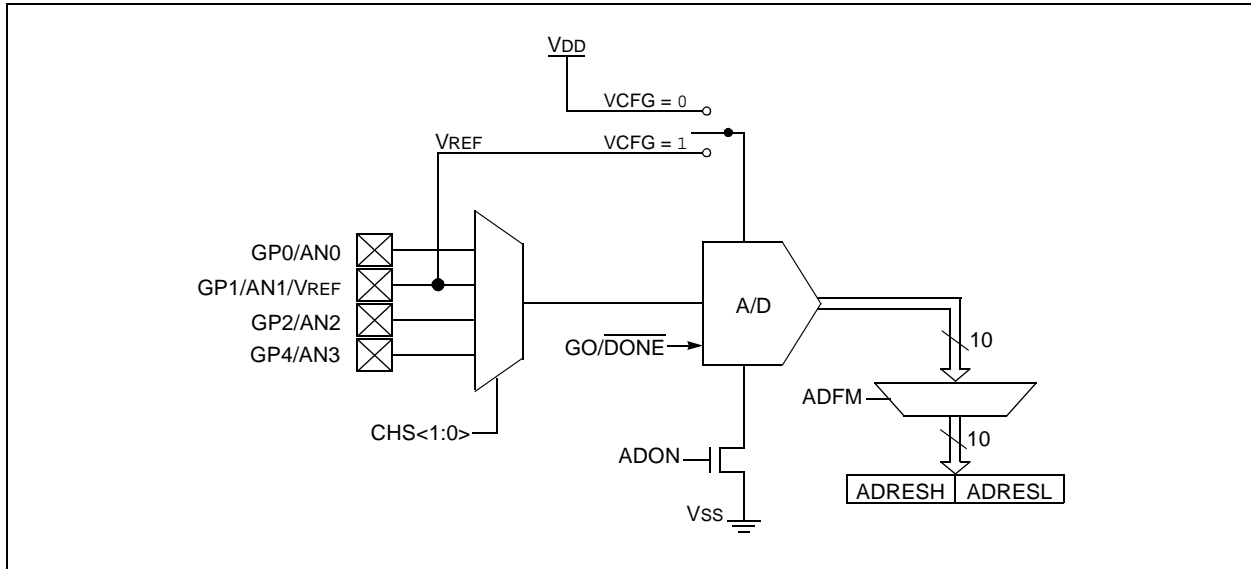 VDD
VCFG = 0
VREF
VCFG = 1
GP0/AN0
GP1/AN1/VREF
GP2/AN2
GP4/AN3
A/D
GO/DONE
10
ADFM
CHS<1:0>
10
ADON
ADRESH ADRESL
VSS